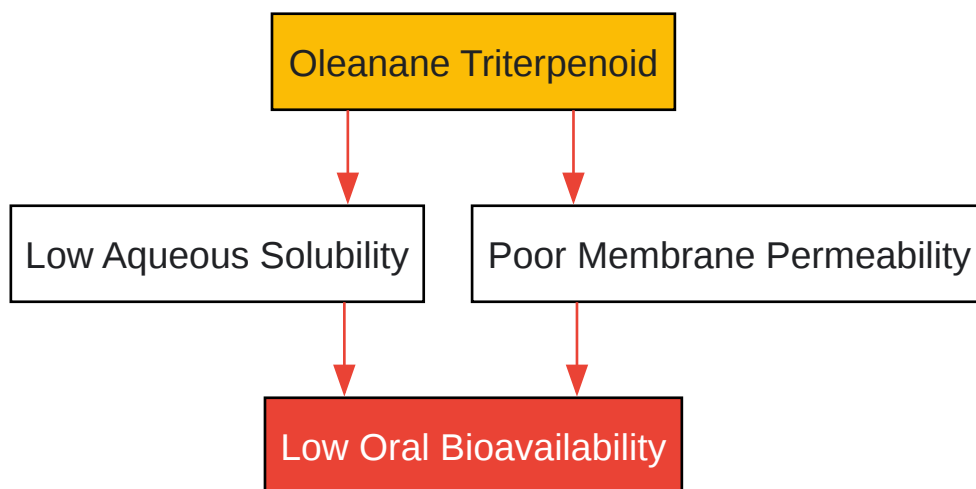 Oleanane Triterpenoid
Low Aqueous Solubility
Poor Membrane Permeability
Low Oral Bioavailability